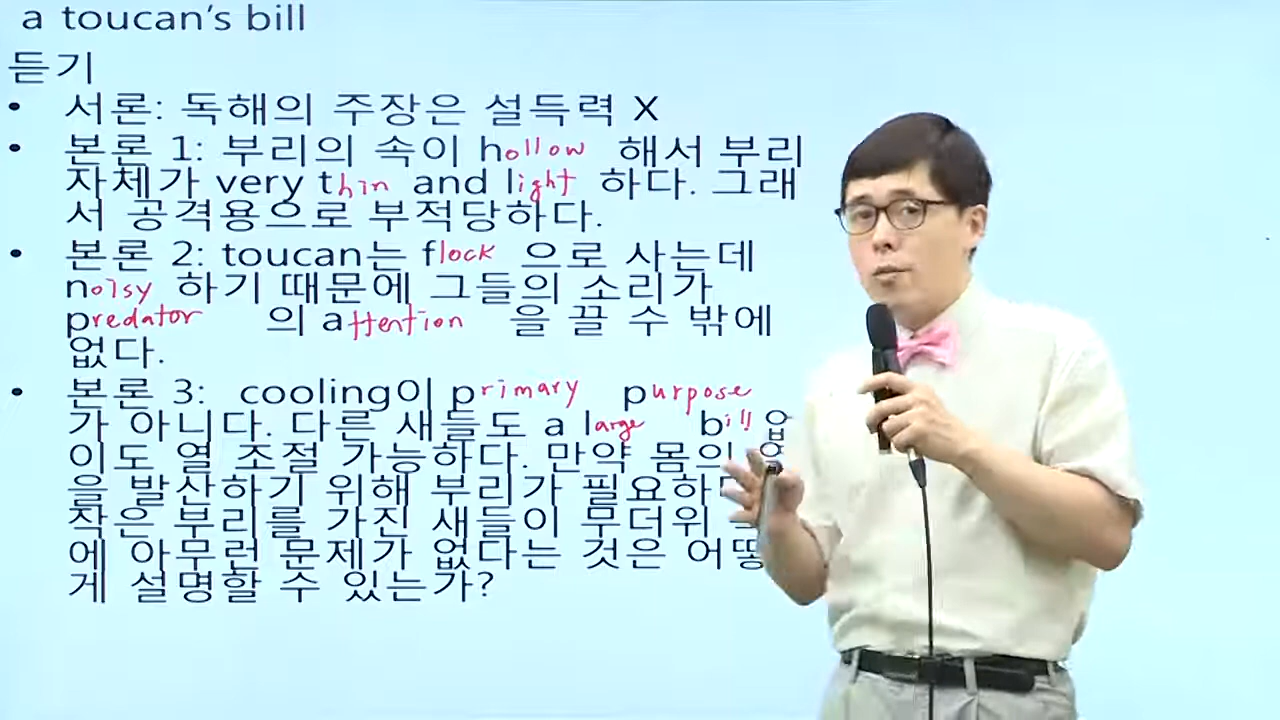 a toucan's bill
듣기
• 서론: 독해의 주장은 설득력 X
• 본론 1: 부리의 속이 hollow 해서 부리
자체가 very thin and light 하다. 그래
서 공격용으로 부적당하다.
• 본론 2: toucan는 flock 으로 사는데
noisy 하기 때문에 그들의 소리가
predator 의 attention 을 끌 수 밖에
없다.
• 본론 3: cooling이 primary purpose
가 아니다. 다른 새들도 a large bill 없
이도 열 조절 가능하다. 만약 몸의
을 발산하기 위해 부리가
작은 부리를 가진 새들이 무더위
에 아무런 문제가 없다는 것은
게 설명할 수 있는가?